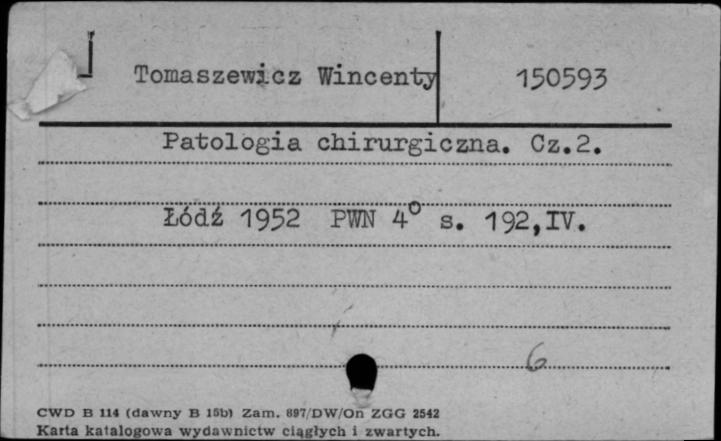 Tomaszewicz Wincenty 150593
Patologia chirurgiczna. Cz.2.
Łódź 1952 PWN 4° s. 192,IV.
6
CWD B 114 (dawny B 15b) Zam. 897/DW/On ZGG 2542
Karta katalogowa wydawnictw ciągłych i zwartych.